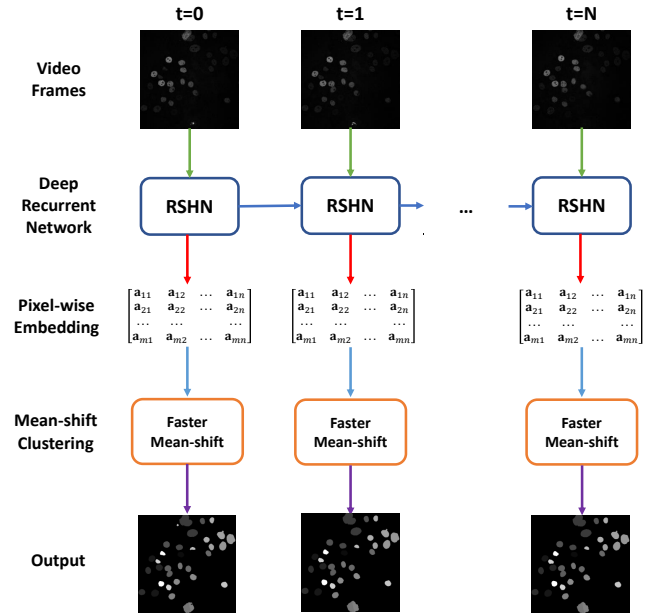 t=0 t=1 t=N
Video
Frames
Deep
Recurrent
Network
RSHN RSHN ... RSHN
Pixel-wise
Embedding
a11 a12 ... a1n a11 a12 ... a1n a11 a12 ... a1n
a21 a22 ... a2n a21 a22 ... a2n a21 a22 ... a2n
... ... ... ... ... ... ... ... ...
am1 am2 ... amn am1 am2 ... amn am1 am2 ... amn
Mean-shift
Clustering
Faster Faster Faster
Mean-shift Mean-shift Mean-shift
Output